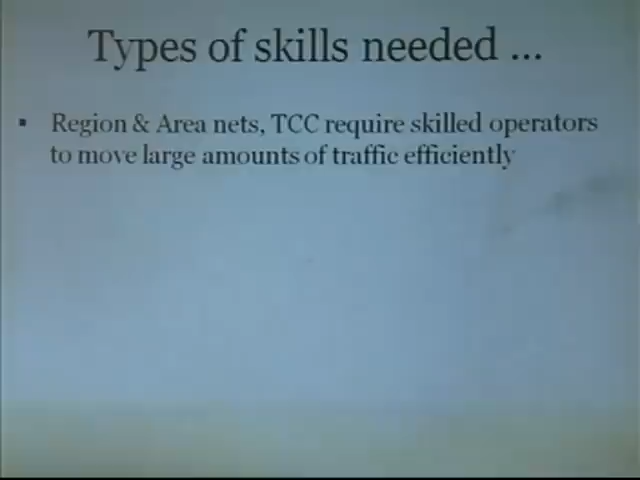 Types of skills needed ...
▪ Region & Area nets, TCC require skilled operators
to move large amounts of traffic efficiently